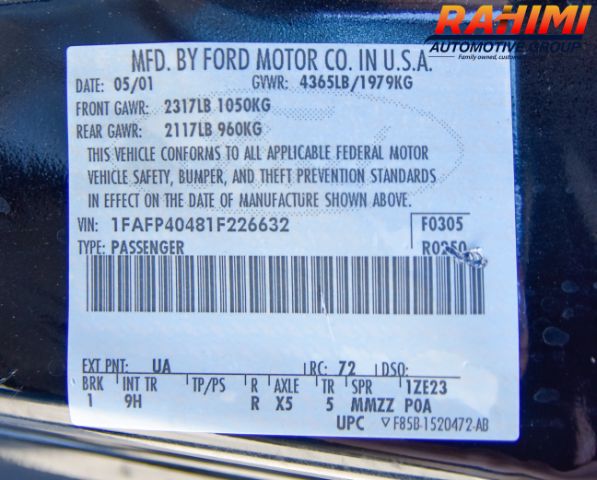 RAHIMI
AUTOMOTIVE GROUP
Family owned, customer
MFD. BY FORD MOTOR CO. IN U.S.A.
DATE: 05/01 GVWR: 4365LB/1979KG
FRONT GAWR: 2317LB 1050KG
REAR GAWR: 2117LB 960KG
THIS VEHICLE CONFORMS TO ALL APPLICABLE FEDERAL MOTOR
VEHICLE SAFETY, BUMPER, AND THEFT PREVENTION STANDARDS
IN EFFECT ON THE DATE OF MANUFACTURE SHOWN ABOVE.
VIN: 1FAFP40481F226632 F0305
TYPE: PASSENGER R0250
EXT PNT: UA RC: 72 DSO:
BRK INT TR TP/PS R AXLE TR SPR 1ZE23
1 9H R X5 5 MMZZ P0A
UPC ▽ F85B-1520472-AB